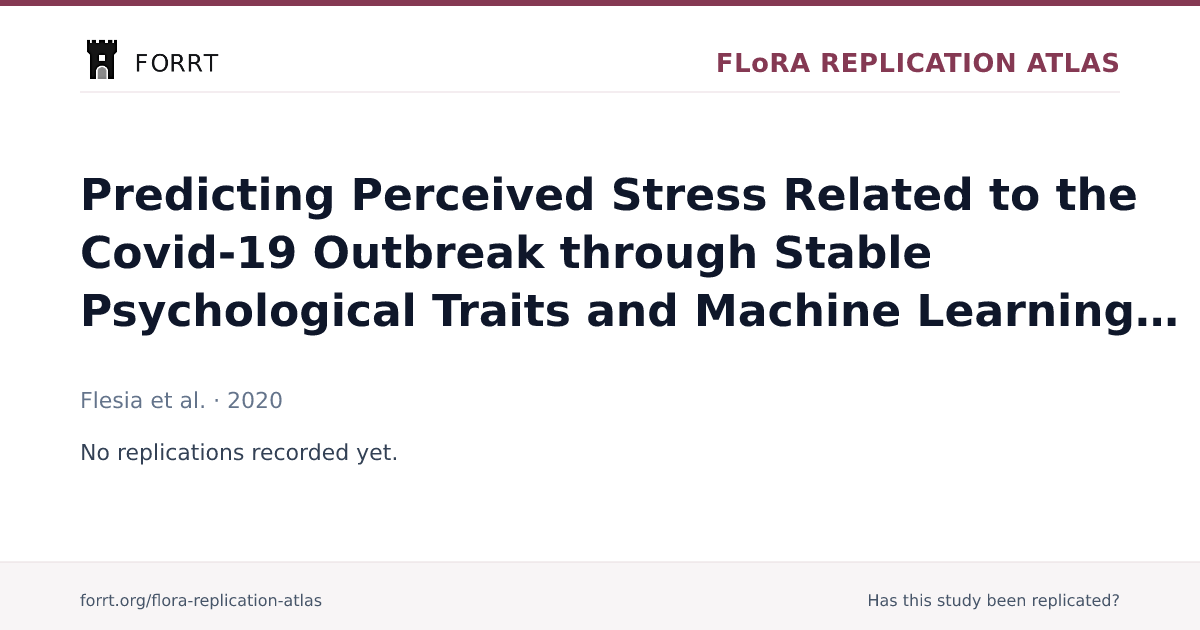 FORRT
FLoRA REPLICATION ATLAS
Predicting Perceived Stress Related to the
Covid-19 Outbreak through Stable
Psychological Traits and Machine Learning…
Flesia et al. · 2020
No replications recorded yet.
forrt.org/flora-replication-atlas
Has this study been replicated?